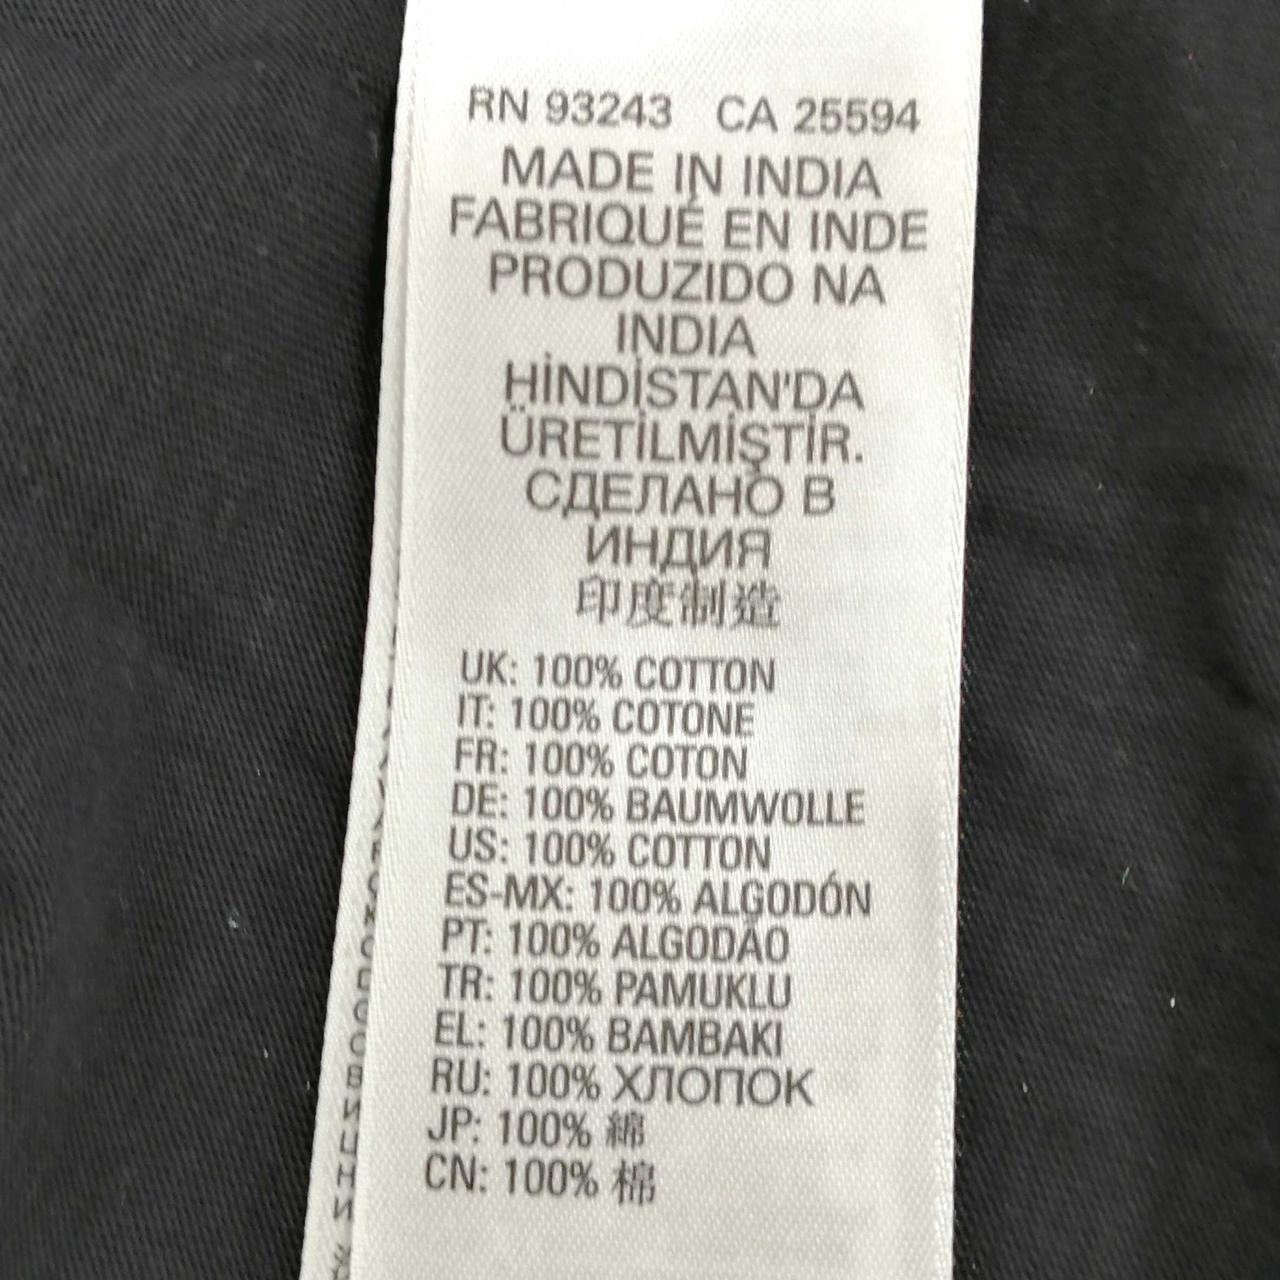 RN 93243 CA 25594
MADE IN INDIA
FABRIQUÉ EN INDE
PRODUZIDO NA
INDIA
HİNDİSTAN'DA
ÜRETİLMİŞTİR.
СДЕЛАНО В
ИНДИЯ
印度制造
UK: 100% COTTON
IT: 100% COTONE
FR: 100% COTON
DE: 100% BAUMWOLLE
US: 100% COTTON
ES-MX: 100% ALGODÓN
PT: 100% ALGODÃO
TR: 100% PAMUKLU
EL: 100% BAMBAKI
RU: 100% ХЛОПОК
JP: 100% 綿
CN: 100% 棉